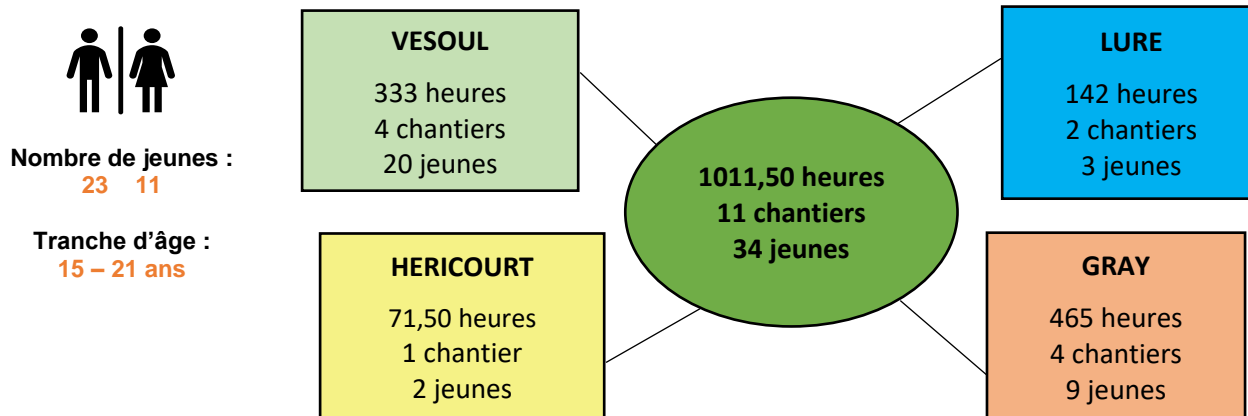 Nombre de jeunes :
23 11
Tranche d'âge :
15 – 21 ans
VESOUL
333 heures
4 chantiers
20 jeunes
LURE
142 heures
2 chantiers
3 jeunes
1011,50 heures
11 chantiers
34 jeunes
HERICOURT
71,50 heures
1 chantier
2 jeunes
GRAY
465 heures
4 chantiers
9 jeunes